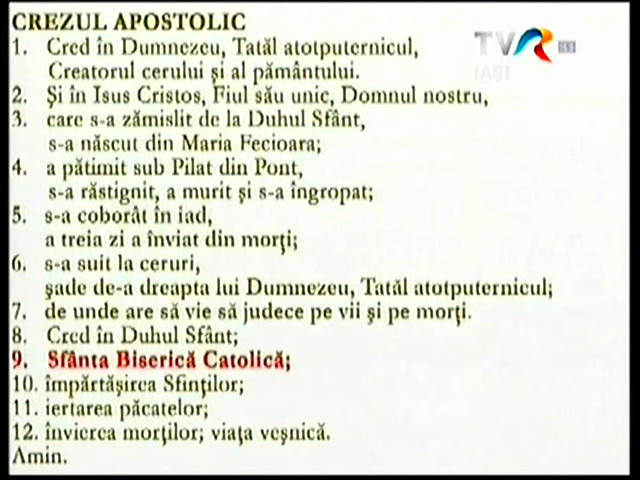 CREZUL APOSTOLIC
1. Cred în Dumnezeu, Tatăl atotputernicul,
Creatorul cerului şi al pământului.
2. Şi în Isus Cristos, Fiul său unic, Domnul nostru,
3. care s-a zămislit de la Duhul Sfânt,
s-a născut din Maria Fecioara;
4. a pătimit sub Pilat din Pont,
s-a răstignit, a murit şi s-a îngropat;
5. s-a coborât în iad,
a treia zi a înviat din morţi;
6. s-a suit la ceruri,
şade de-a dreapta lui Dumnezeu, Tatăl atotputernicul;
7. de unde are să vie să judece pe vii şi pe morţi.
8. Cred în Duhul Sfânt;
9. Sfânta Biserică Catolică;
10. împărtăşirea Sfinţilor;
11. iertarea păcatelor;
12. învierea morţilor; viaţa veşnică.
Amin.
TVR
IAŞI